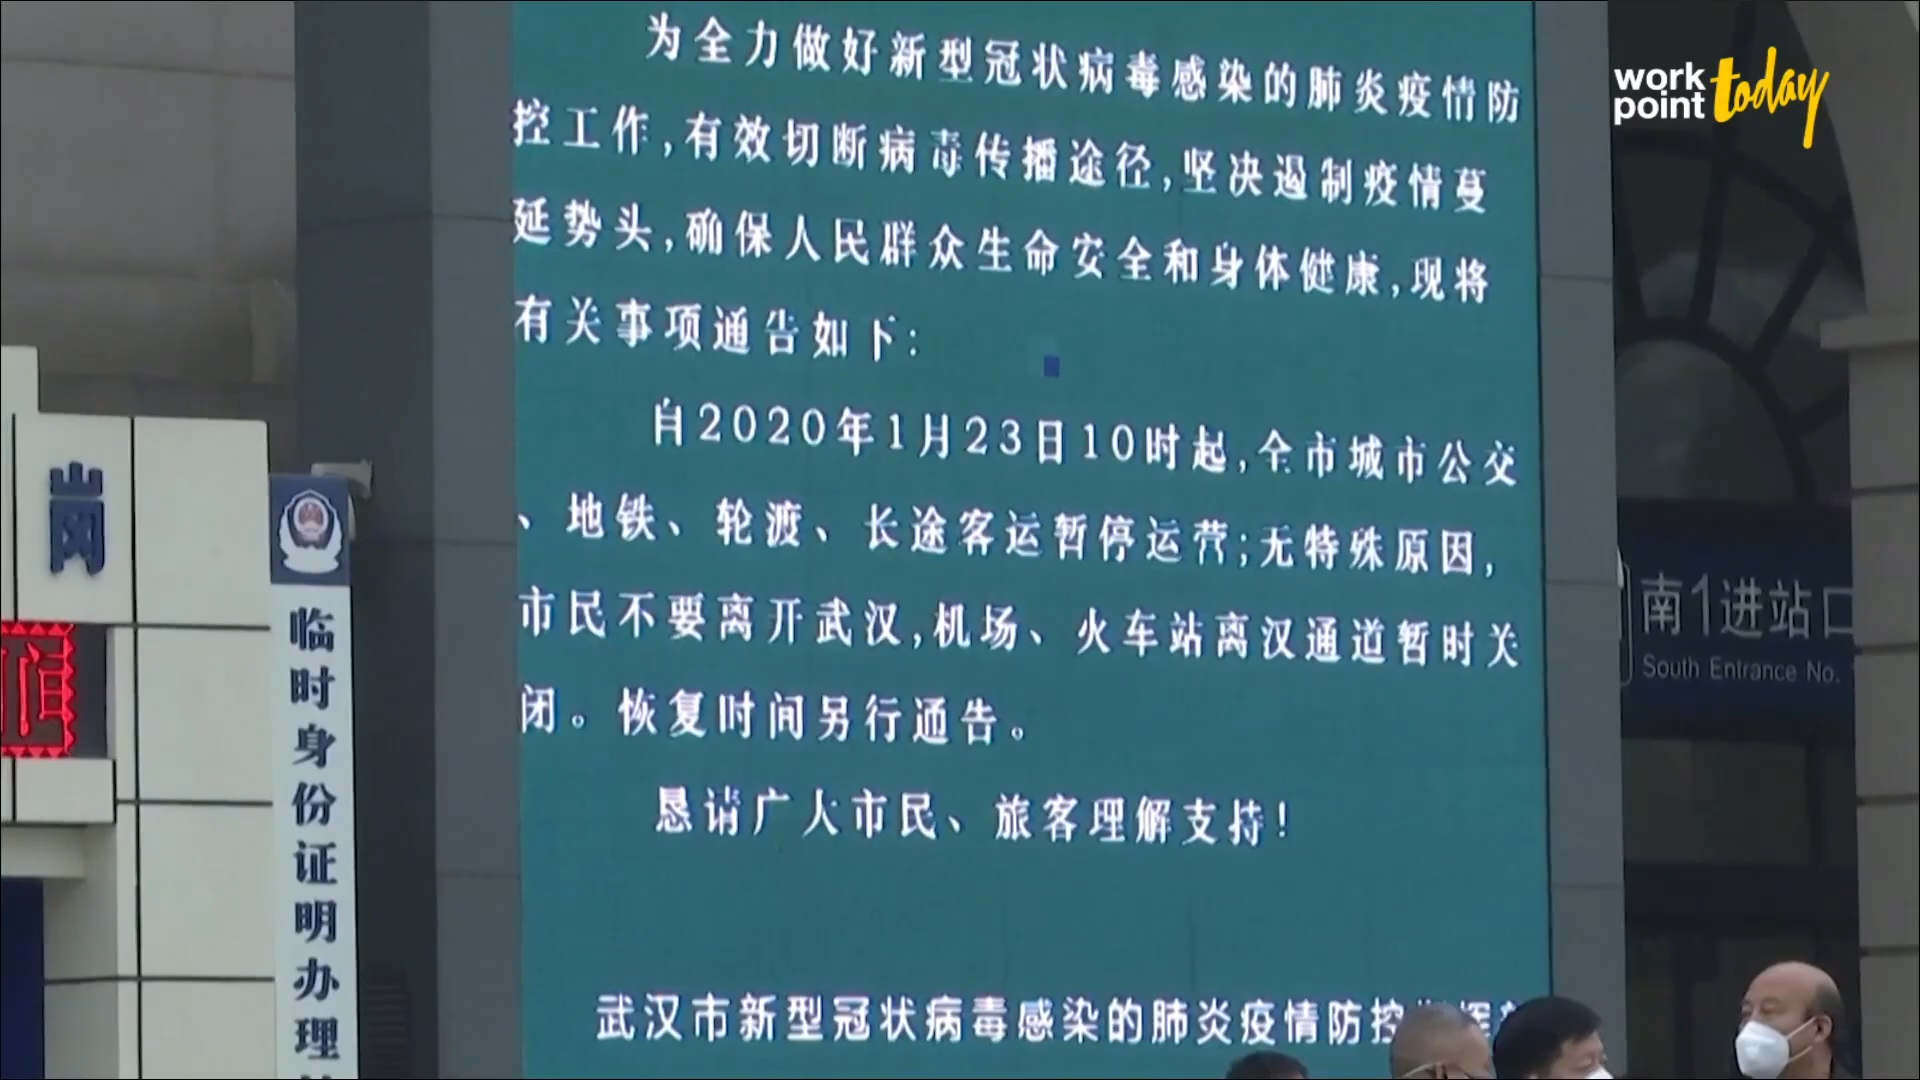 为全力做好新型冠状病毒感染的肺炎疫情防
控工作,有效切断病毒传播途径,坚决遏制疫情蔓
延势头,确保人民群众生命安全和身体健康,现将
有关事项通告如下:
自2020年1月23日10时起,全市城市公交
、地铁、轮渡、长途客运暂停运营;无特殊原因,
市民不要离开武汉,机场、火车站离汉通道暂时关
闭。恢复时间另行通告。
恳请广大市民、旅客理解支持!
武汉市新型冠状病毒感染的肺炎疫情防控
work
point today
岗
临时身份证明办理
南1进站口
South Entrance No.